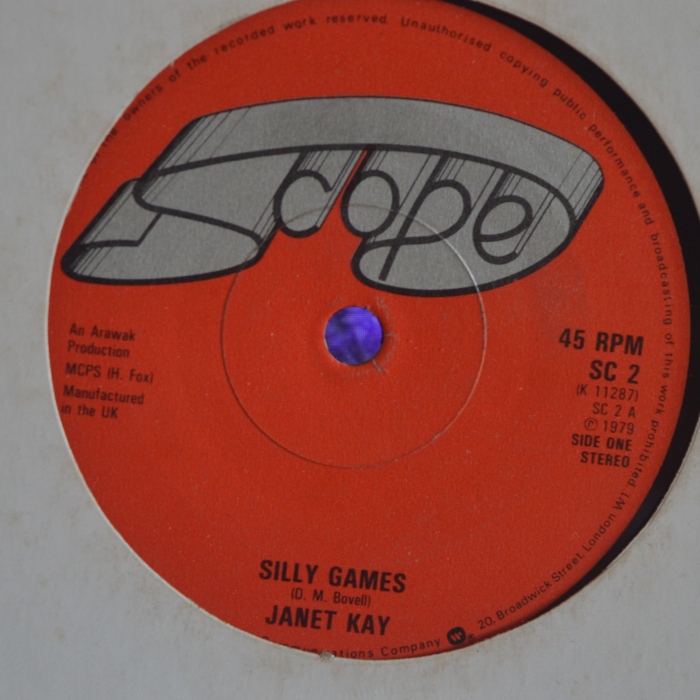 the owners of the recorded work reserved. Unauthorised copying public performance and broadcasting of this work prohibited
Scope
An Arawak
Production
MCPS (H. Fox)
Manufactured
in the UK
45 RPM
SC 2
(K 11287)
SC 2 A
℗ 1979
SIDE ONE
STEREO
SILLY GAMES
(D. M. Bovell)
JANET KAY
Communications Company 20, Broadwick Street, London W1